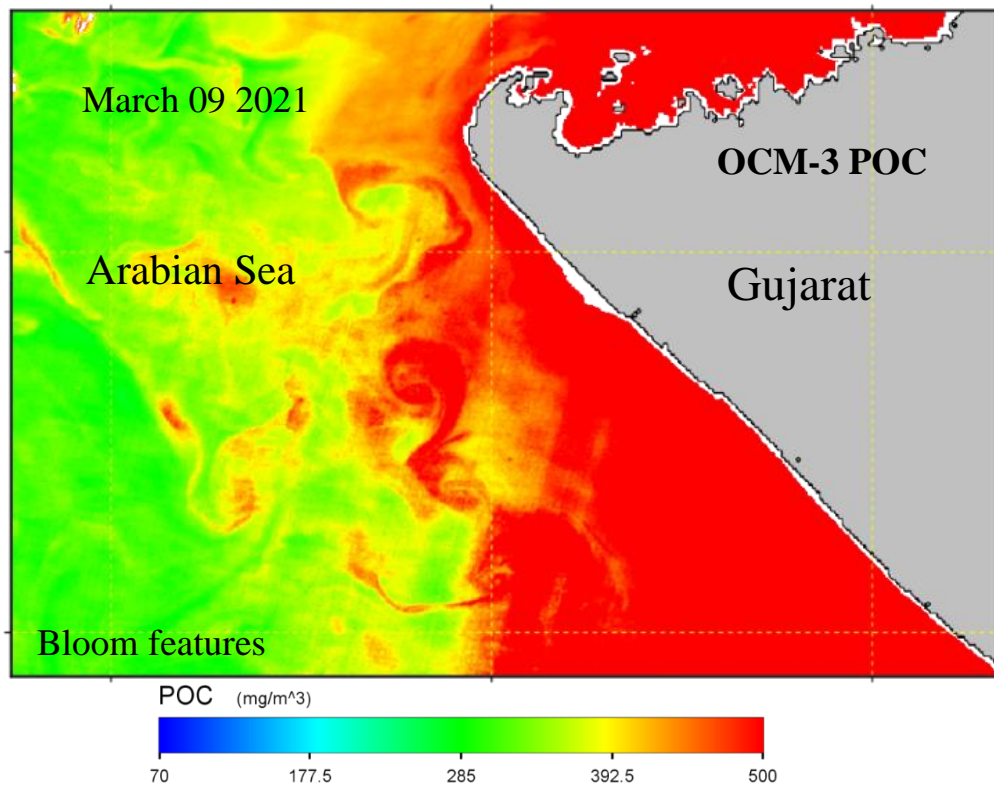 March 09 2021
OCM-3 POC
Arabian Sea
Gujarat
Bloom features
POC (mg/m^3)
70 177.5 285 392.5 500